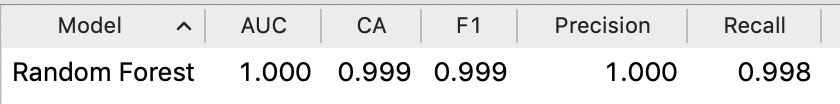 Model AUC CA F1 Precision Recall
Random Forest 1.000 0.999 0.999 1.000 0.998